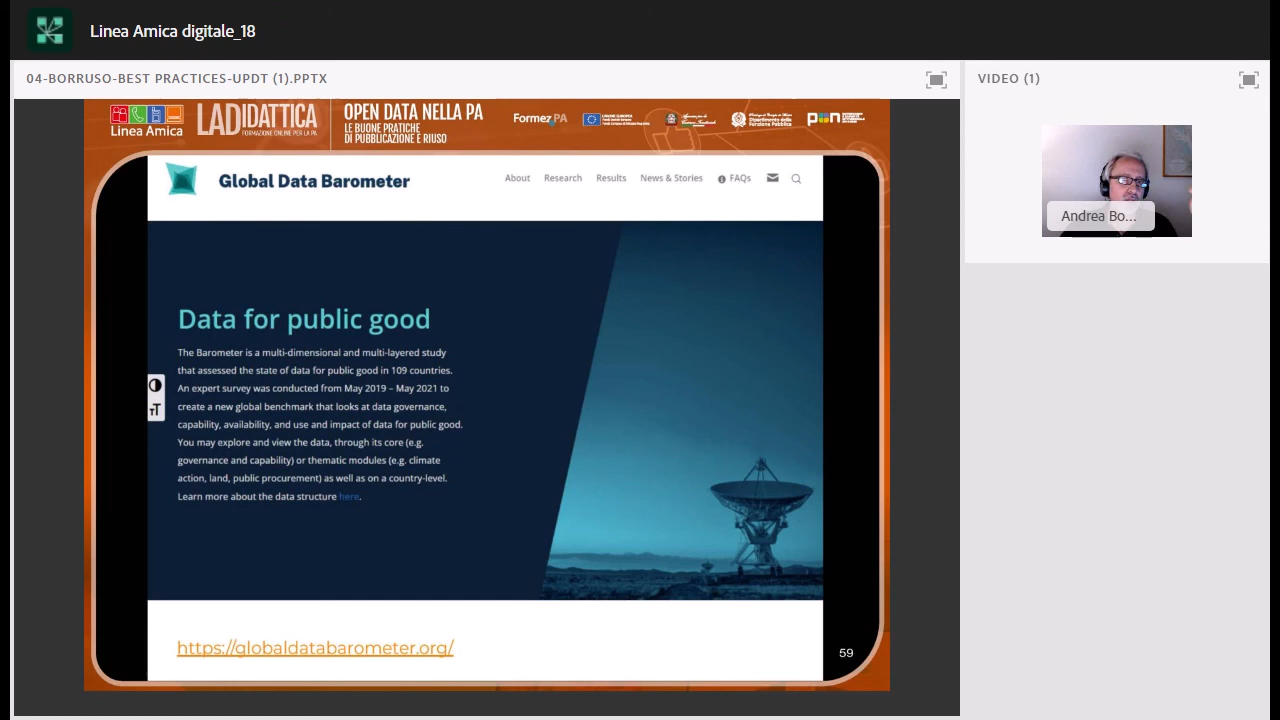 Linea Amica digitale_18
04-BORRUSO-BEST PRACTICES-UPDT (1).PPTX
VIDEO (1)
Linea Amica
LADIDATTICA
FORMAZIONE ONLINE PER LA PA
OPEN DATA NELLA PA
LE BUONE PRATICHE
DI PUBBLICAZIONE E RIUSO
FormezPA
UNIONE EUROPEA
pon
Global Data Barometer
About
Research
Results
News & Stories
FAQs
Data for public good
The Barometer is a multi-dimensional and multi-layered study
that assessed the state of data for public good in 109 countries.
An expert survey was conducted from May 2019 – May 2021 to
create a new global benchmark that looks at data governance,
capability, availability, and use and impact of data for public good.
You may explore and view the data, through its core (e.g.
governance and capability) or thematic modules (e.g. climate
action, land, public procurement) as well as on a country-level.
Learn more about the data structure here.
TT
https://globaldatabarometer.org/
59
Andrea Bo...